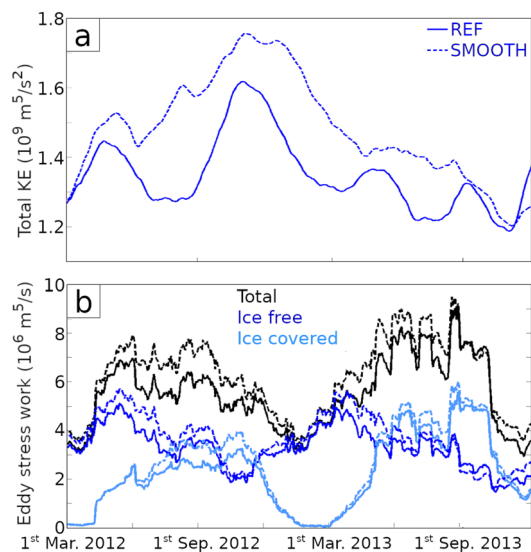 a
REF
SMOOTH
Total KE (10⁹ m⁵/s²)
1.8
1.6
1.4
1.2
b
Total
Ice free
Ice covered
Eddy stress work (10⁶ m⁵/s)
10
8
6
4
2
0
1st Mar. 2012 1st Sep. 2012 1st Mar. 2013 1st Sep. 2013